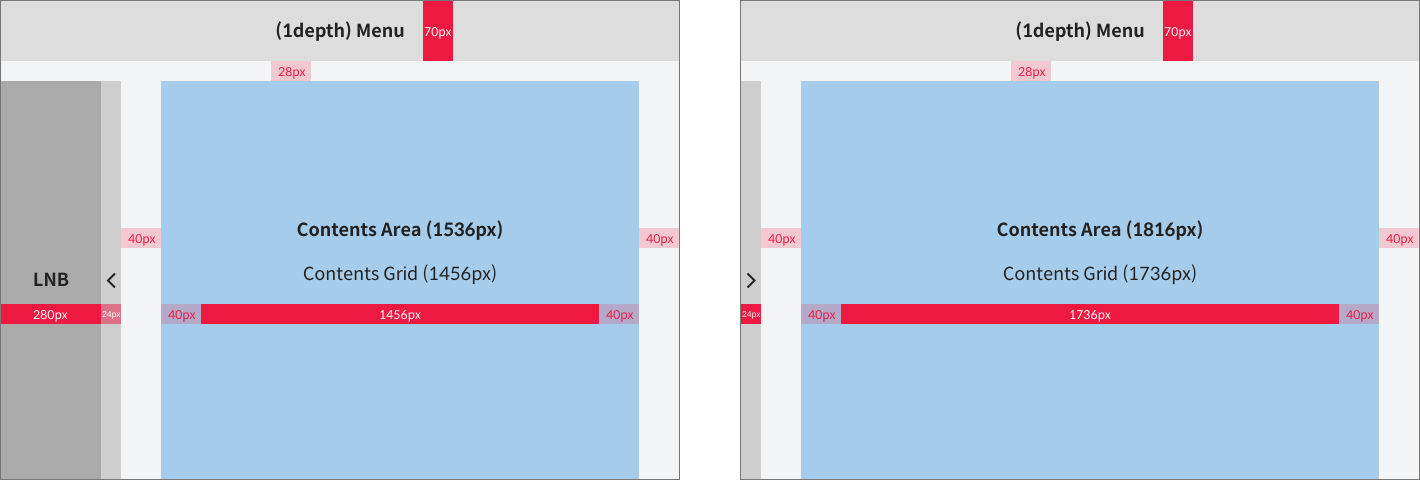 (1depth) Menu
70px
28px
Contents Area (1536px)
40px
40px
Contents Grid (1456px)
LNB
280px
24px
40px
1456px
40px
(1depth) Menu
70px
28px
Contents Area (1816px)
40px
40px
Contents Grid (1736px)
24px
40px
1736px
40px